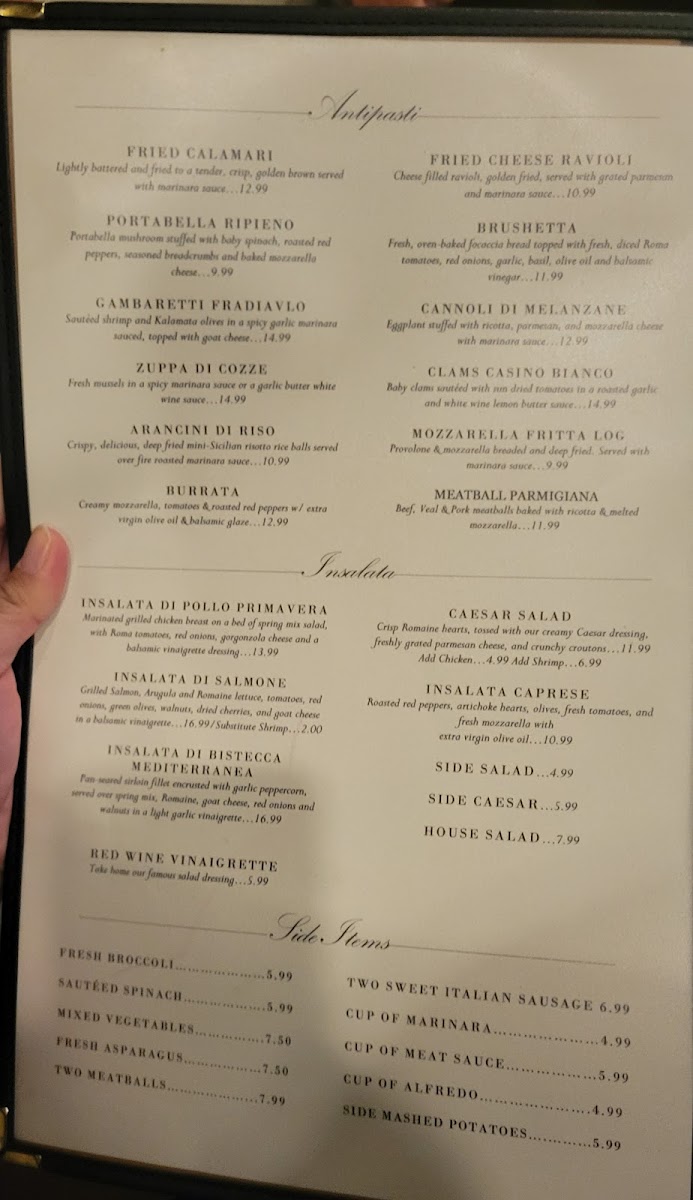 Antipasti
FRIED CALAMARI
Lightly battered and fried to a tender, crisp, golden brown served
with marinara sauce...12.99
PORTABELLA RIPIENO
Portabella mushroom stuffed with baby spinach, roasted red
peppers, seasoned breadcrumbs and baked mozzarella
cheese...9.99
GAMBARETTI FRADIAVLO
Sautéed shrimp and Kalamata olives in a spicy garlic marinara
sauced, topped with goat cheese...14.99
ZUPPA DI COZZE
Fresh mussels in a spicy marinara sauce or a garlic butter white
wine sauce...14.99
ARANCINI DI RISO
Crispy, delicious, deep fried mini-Sicilian risotto rice balls served
over fire roasted marinara sauce...10.99
BURRATA
Creamy mozzarella, tomatoes & roasted red peppers w/ extra
virgin olive oil & balsamic glaze...12.99
FRIED CHEESE RAVIOLI
Cheese filled ravioli, golden fried, served with grated parmesan
and marinara sauce...10.99
BRUSHETTA
Fresh, oven-baked focaccia bread topped with fresh, diced Roma
tomatoes, red onions, garlic, basil, olive oil and balsamic
vinegar...11.99
CANNOLI DI MELANZANE
Eggplant stuffed with ricotta, parmesan, and mozzarella cheese
with marinara sauce...12.99
CLAMS CASINO BIANCO
Baby clams sautéed with sun dried tomatoes in a roasted garlic
and white wine lemon butter sauce...14.99
MOZZARELLA FRITTA LOG
Provolone & mozzarella breaded and deep fried. Served with
marinara sauce...9.99
MEATBALL PARMIGIANA
Beef, Veal & Pork meatballs baked with ricotta & melted
mozzarella...11.99
Insalata
INSALATA DI POLLO PRIMAVERA
Marinated grilled chicken breast on a bed of spring mix salad,
with Roma tomatoes, red onions, gorgonzola cheese and a
balsamic vinaigrette dressing...13.99
INSALATA DI SALMONE
Grilled Salmon, Arugula and Romaine lettuce, tomatoes, red
onions, green olives, walnuts, dried cherries, and goat cheese
in a balsamic vinaigrette...16.99/Substitute Shrimp...2.00
INSALATA DI BISTECCA
MEDITERRANEA
Pan-seared sirloin fillet encrusted with garlic peppercorn,
served over spring mix, Romaine, goat cheese, red onions and
walnuts in a light garlic vinaigrette...16.99
RED WINE VINAIGRETTE
Take home our famous salad dressing...5.99
CAESAR SALAD
Crisp Romaine hearts, tossed with our creamy Caesar dressing,
freshly grated parmesan cheese, and crunchy croutons...11.99
Add Chicken...4.99 Add Shrimp...6.99
INSALATA CAPRESE
Roasted red peppers, artichoke hearts, olives, fresh tomatoes, and
fresh mozzarella with
extra virgin olive oil...10.99
SIDE SALAD...4.99
SIDE CAESAR...5.99
HOUSE SALAD...7.99
Side Items
FRESH BROCCOLI.....................5.99
SAUTÉED SPINACH...................5.99
MIXED VEGETABLES.................7.50
FRESH ASPARAGUS..................7.50
TWO MEATBALLS.....................7.99
TWO SWEET ITALIAN SAUSAGE 6.99
CUP OF MARINARA.....................4.99
CUP OF MEAT SAUCE..................5.99
CUP OF ALFREDO......................4.99
SIDE MASHED POTATOES............5.99